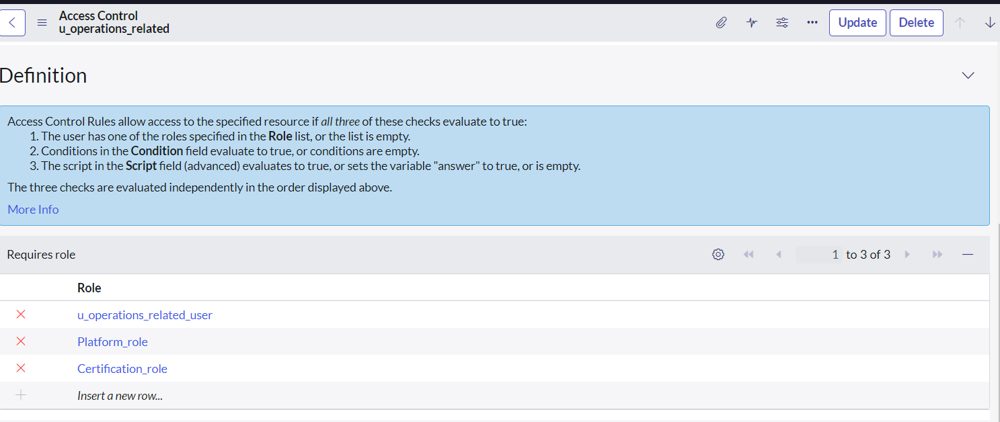 Access Control
u_operations_related
Update
Delete
Definition
Access Control Rules allow access to the specified resource if all three of these checks evaluate to true:
1. The user has one of the roles specified in the Role list, or the list is empty.
2. Conditions in the Condition field evaluate to true, or conditions are empty.
3. The script in the Script field (advanced) evaluates to true, or sets the variable "answer" to true, or is empty.
The three checks are evaluated independently in the order displayed above.
More Info
Requires role
1 to 3 of 3
Role
u_operations_related_user
Platform_role
Certification_role
Insert a new row...